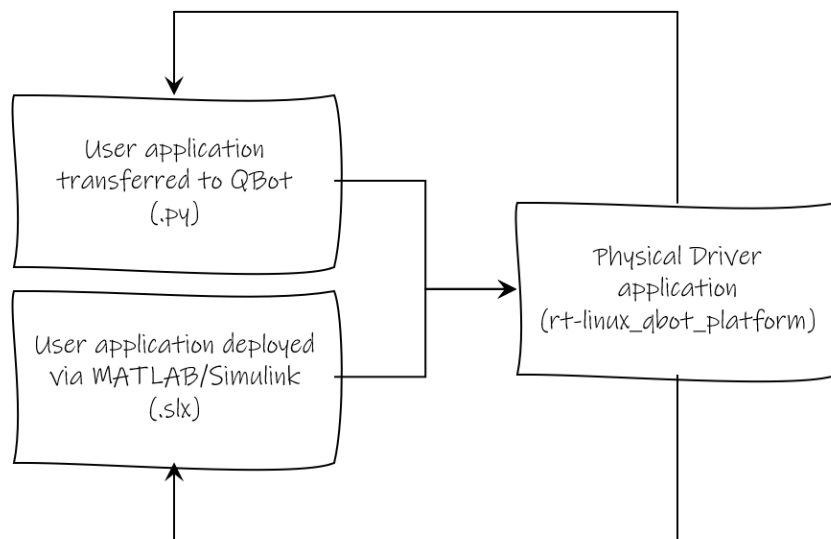 User application
transferred to QBot
(.py)
User application deployed
via MATLAB/Simulink
(.slx)
Physical Driver
application
(rt-linux_qbot_platform)